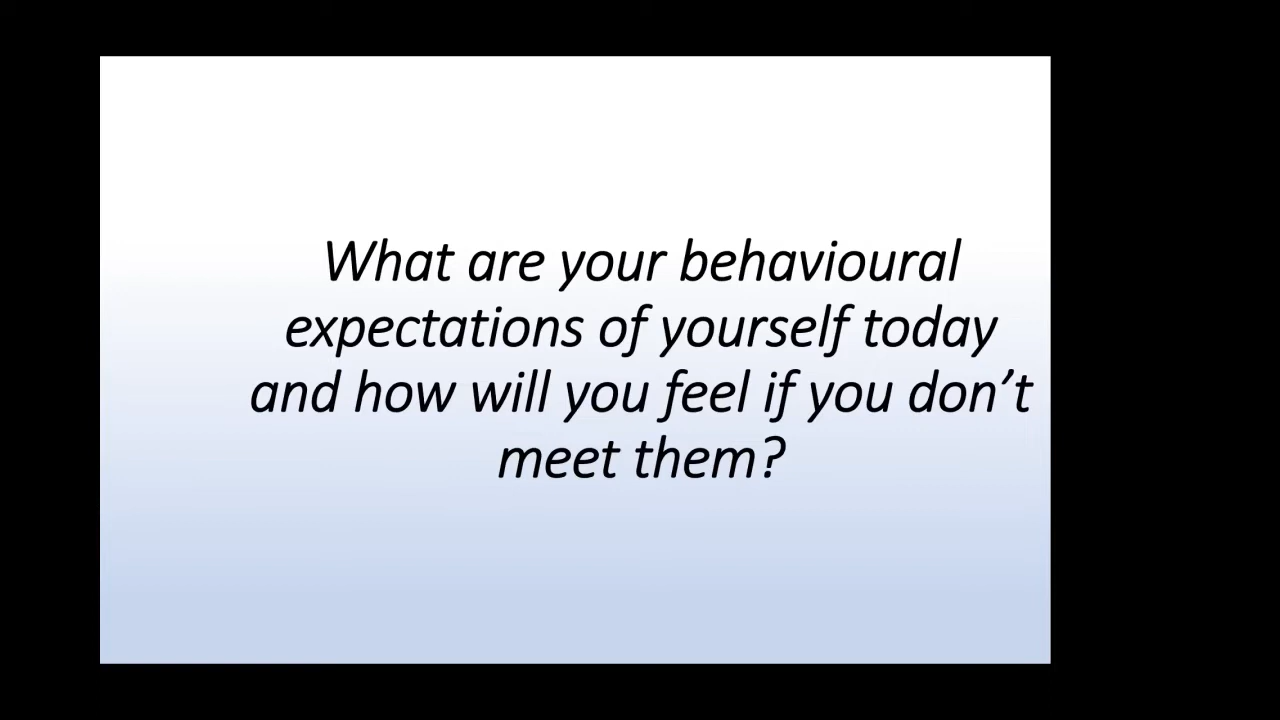 What are your behavioural
expectations of yourself today
and how will you feel if you don’t
meet them?